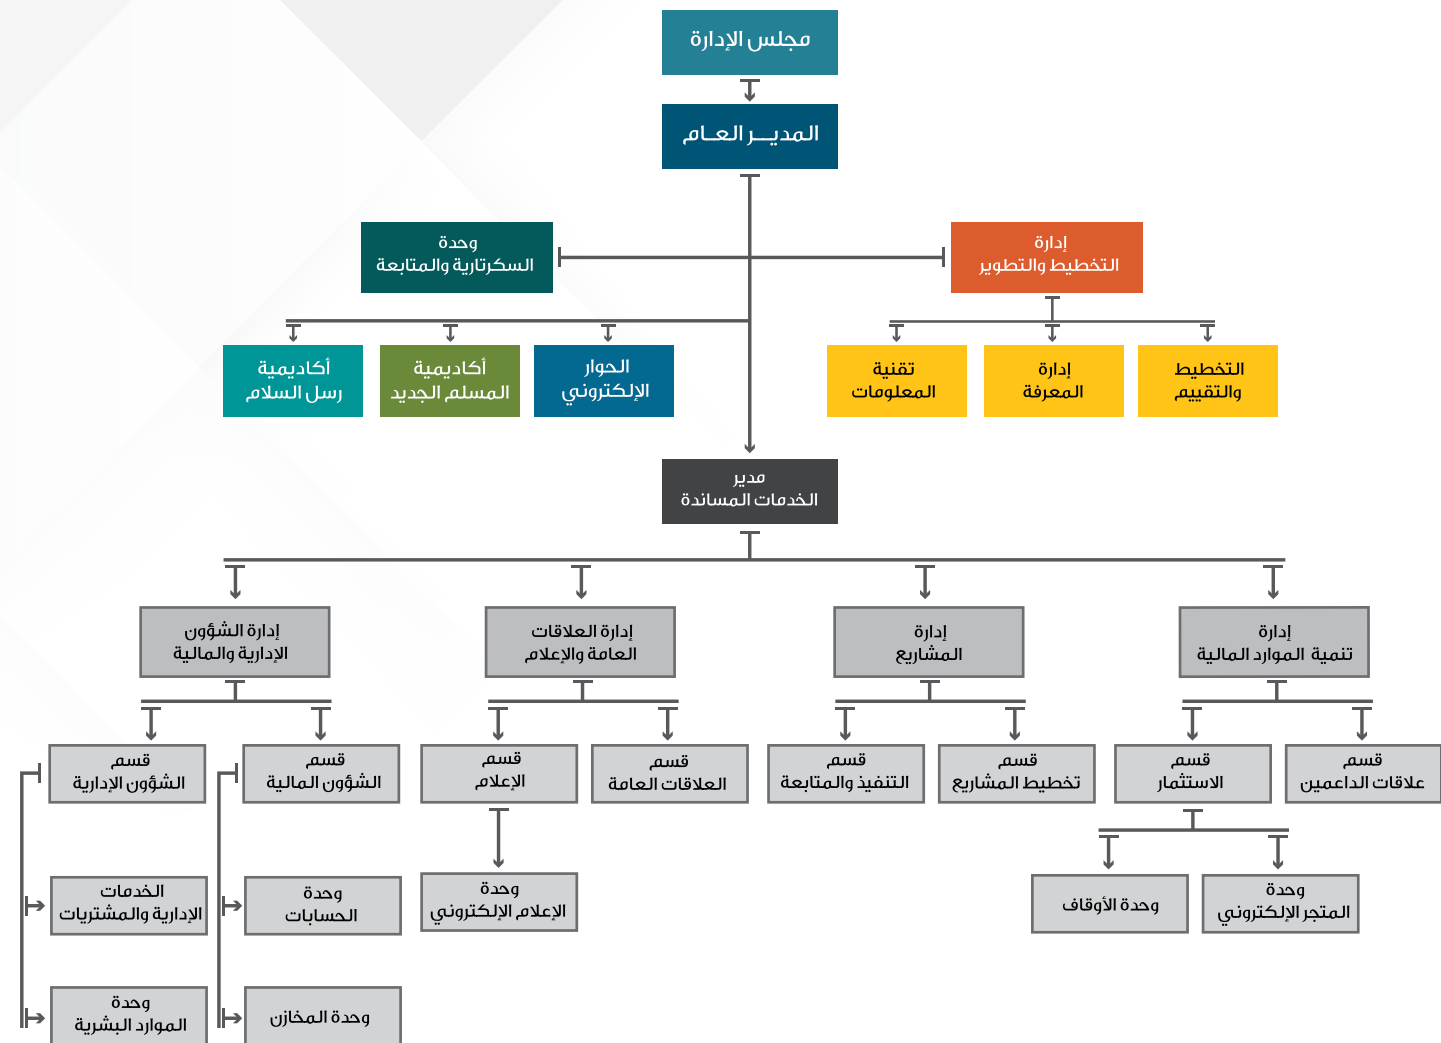 مجلس الإدارة
المديــر العــام
إدارة
التخطيط والتطوير
وحدة
السكرتارية والمتابعة
التخطيط
والتقييم
إدارة
المعرفة
تقنية
المعلومات
الحوار
الإلكتروني
أكاديمية
المسلم الجديد
أكاديمية
رسل السلام
مدير
الخدمات المساندة
إدارة
تنمية الموارد المالية
إدارة
المشاريع
إدارة العلاقات
العامة والإعلام
إدارة الشؤون
الإدارية والمالية
قسم
علاقات الداعمين
قسم
الاستثمار
قسم
تخطيط المشاريع
قسم
التنفيذ والمتابعة
قسم
العلاقات العامة
قسم
الإعلام
قسم
الشؤون المالية
قسم
الشؤون الإدارية
وحدة
المتجر الإلكتروني
وحدة الأوقاف
وحدة
الإعلام الإلكتروني
وحدة
الحسابات
الخدمات
الإدارية والمشتريات
وحدة المخازن
وحدة
الموارد البشرية